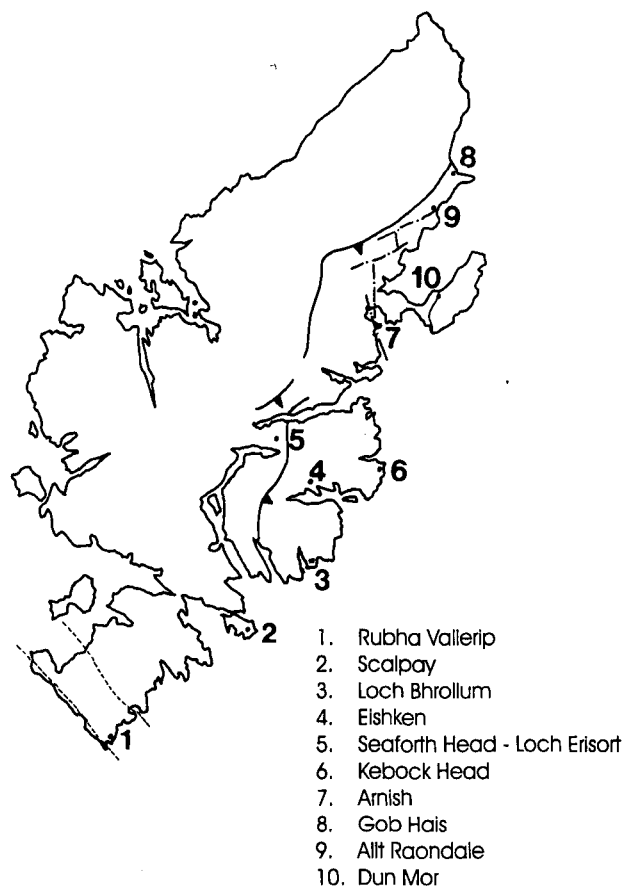 8
9
10
7
5
4
6
3
2
1
1. Rubha Vallerip
2. Scalpay
3. Loch Bhrollum
4. Eishken
5. Seaforth Head - Loch Erisort
6. Kebock Head
7. Arnish
8. Gob Hais
9. Allt Raondale
10. Dun Mor